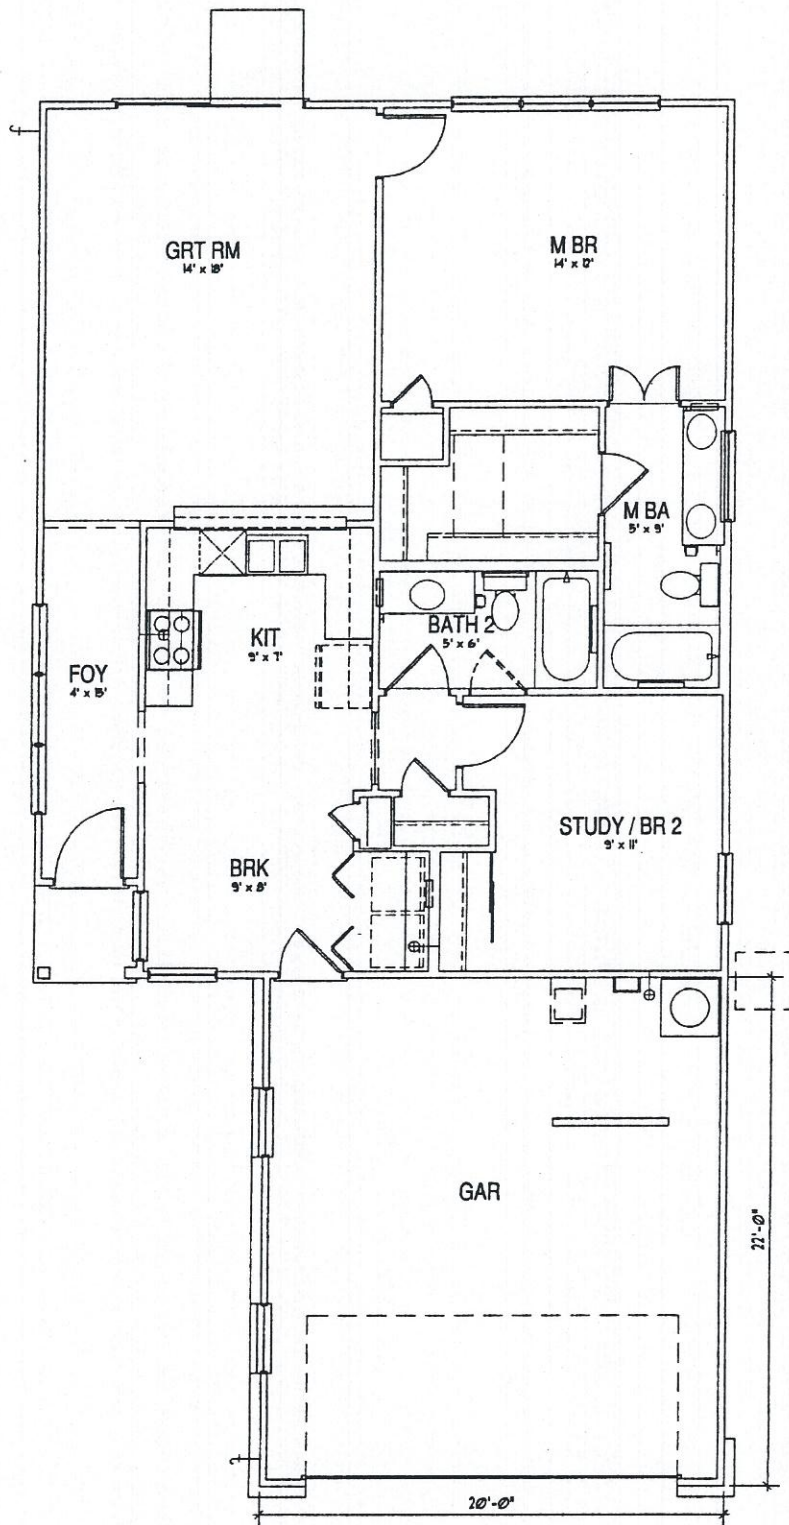 GRT RM
14' x 18'
M BR
14' x 12'
M BA
5' x 9'
KIT
9' x 7'
BATH 2
5' x 6'
FOY
4' x 15'
BRK
9' x 8'
STUDY / BR 2
9' x 11'
GAR
22'-0"
20'-0"